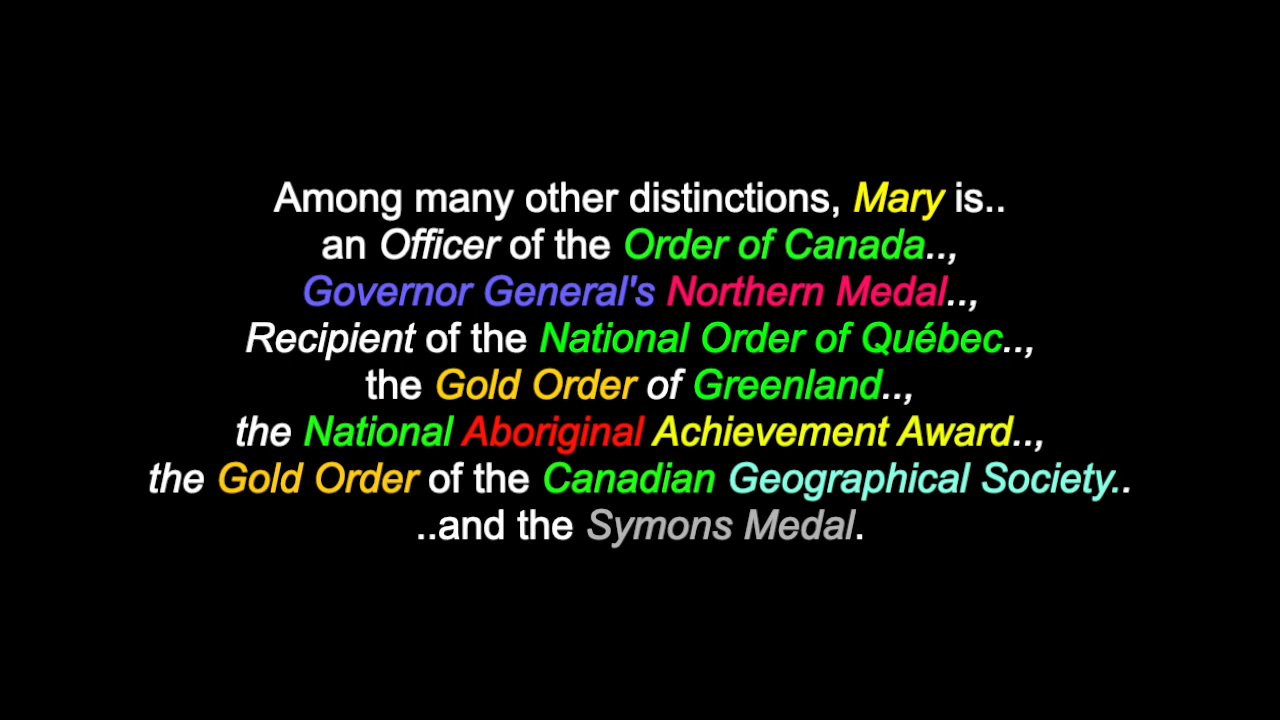 Among many other distinctions, Mary is..
an Officer of the Order of Canada..,
Governor General's Northern Medal..,
Recipient of the National Order of Québec..,
the Gold Order of Greenland..,
the National Aboriginal Achievement Award..,
the Gold Order of the Canadian Geographical Society..
..and the Symons Medal.